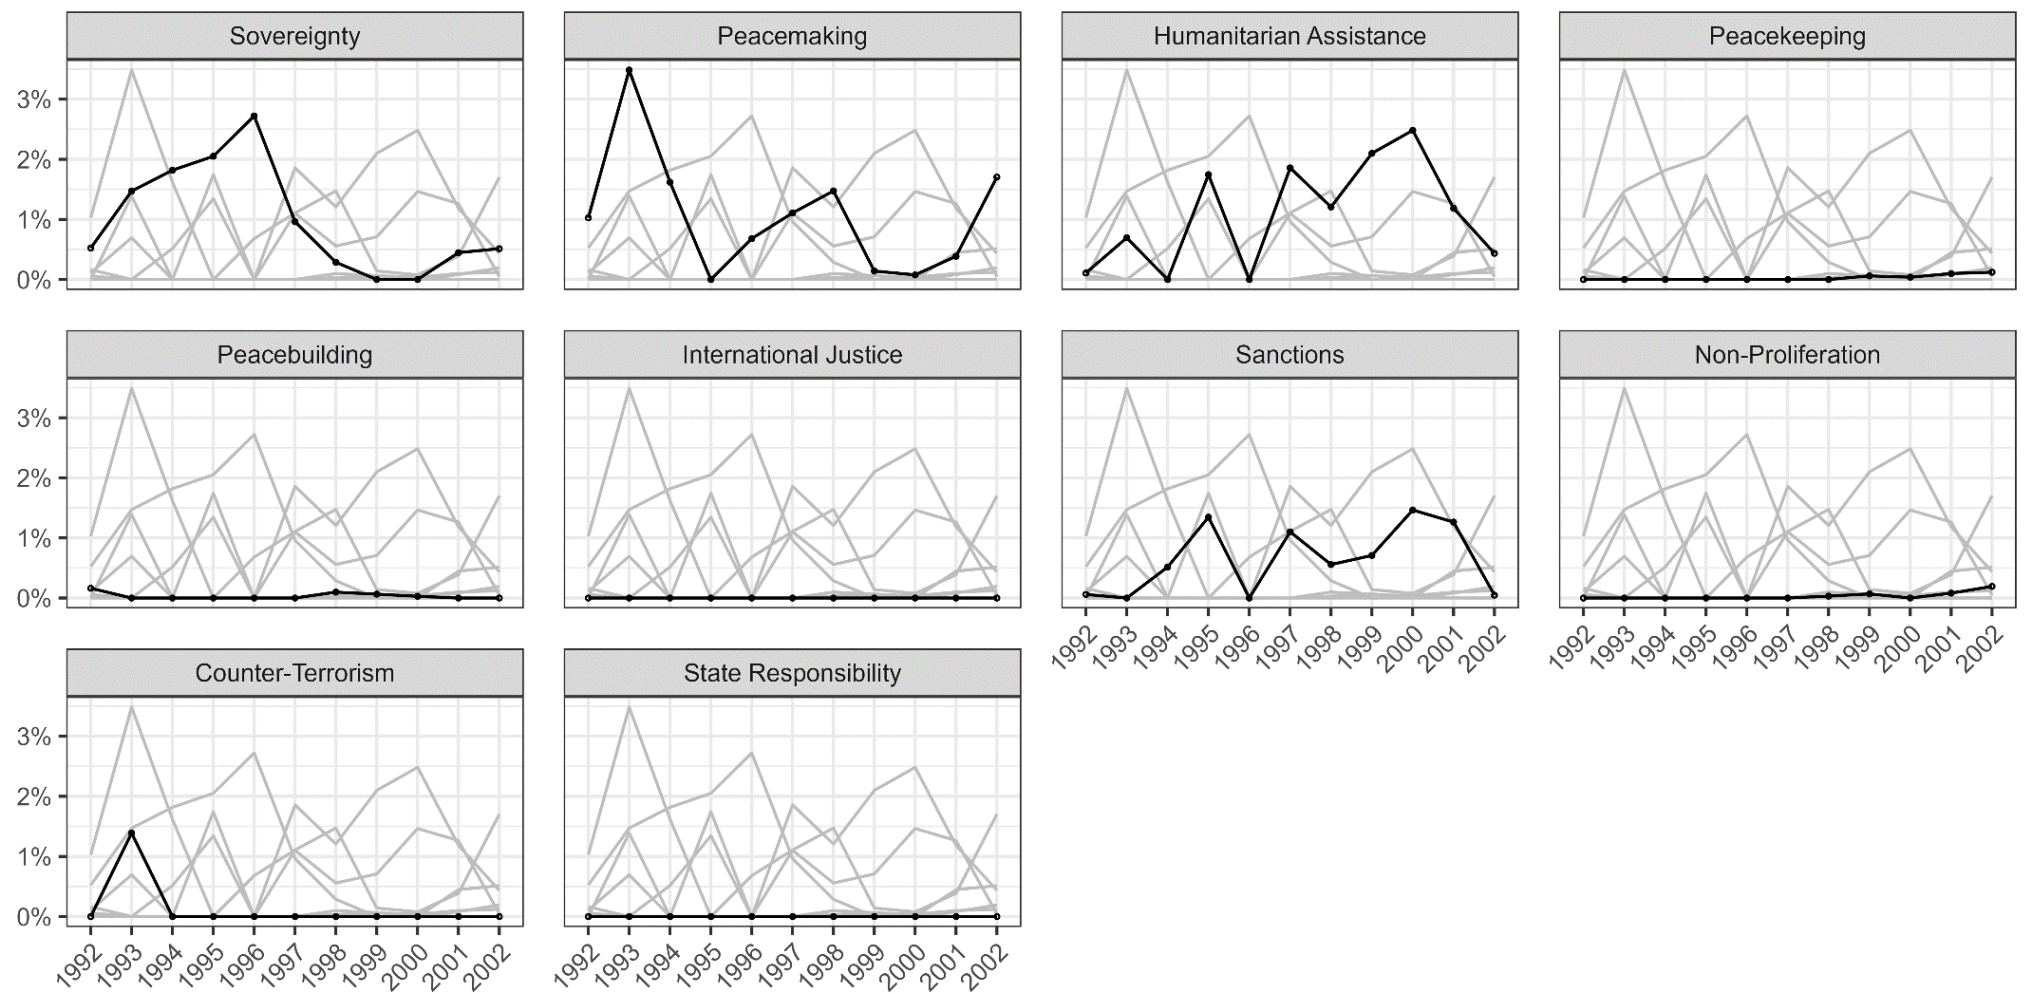 Sovereignty Peacemaking Humanitarian Assistance Peacekeeping
3%
2%
1%
0%
Peacebuilding International Justice Sanctions Non-Proliferation
3%
2%
1%
0%
1992 1993 1994 1995 1996 1997 1998 1999 2000 2001 2002 1992 1993 1994 1995 1996 1997 1998 1999 2000 2001 2002
Counter-Terrorism State Responsibility
3%
2%
1%
0%
1992 1993 1994 1995 1996 1997 1998 1999 2000 2001 2002 1992 1993 1994 1995 1996 1997 1998 1999 2000 2001 2002